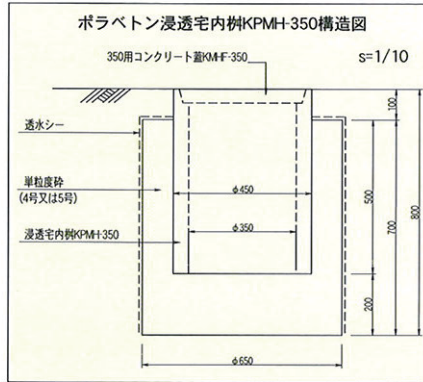 ポラベトン浸透宅内桝KPMH-350構造図
s=1/10
350用コンクリート蓋KMHF-350
透水シー
単粒度砕
(4号又は5号)
浸透宅内桝KPMH-350
φ450
φ350
φ650
100
500
200
700
800